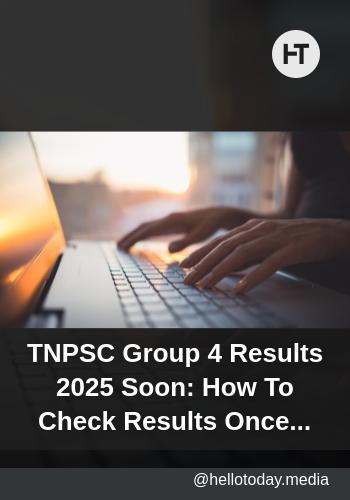 HT
TNPSC Group 4 Results
2025 Soon: How To
Check Results Once...
@hellotoday.media